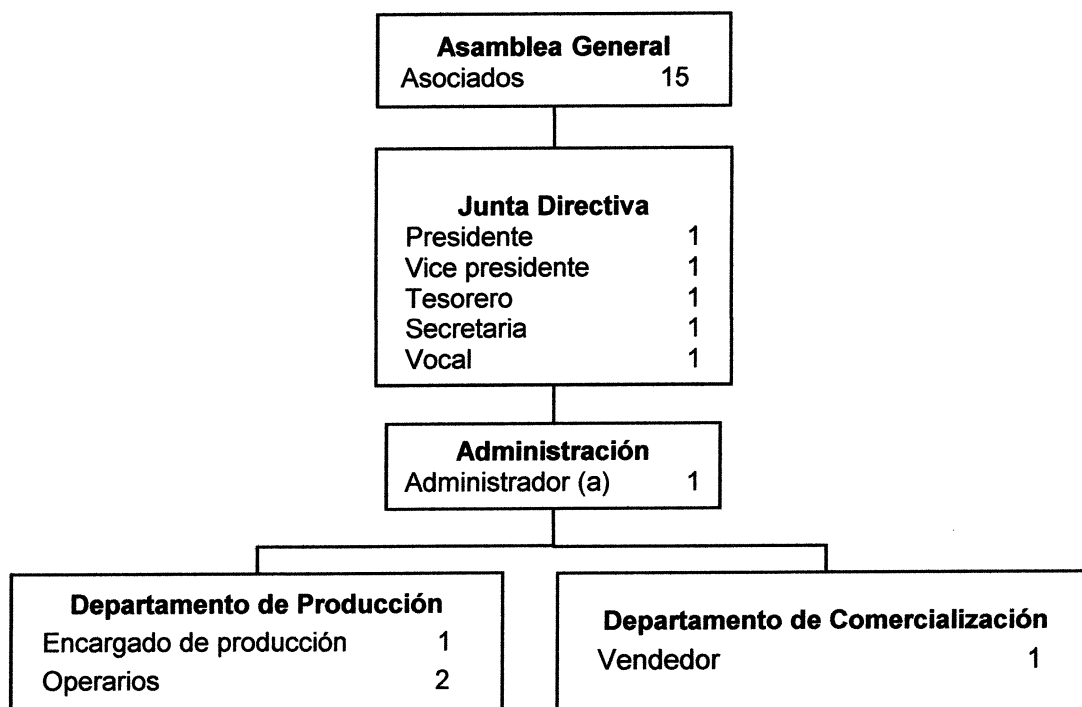 Asamblea General
Asociados 15
Junta Directiva
Presidente 1
Vice presidente 1
Tesorero 1
Secretaria 1
Vocal 1
Administración
Administrador (a) 1
Departamento de Producción
Encargado de producción 1
Operarios 2
Departamento de Comercialización
Vendedor 1